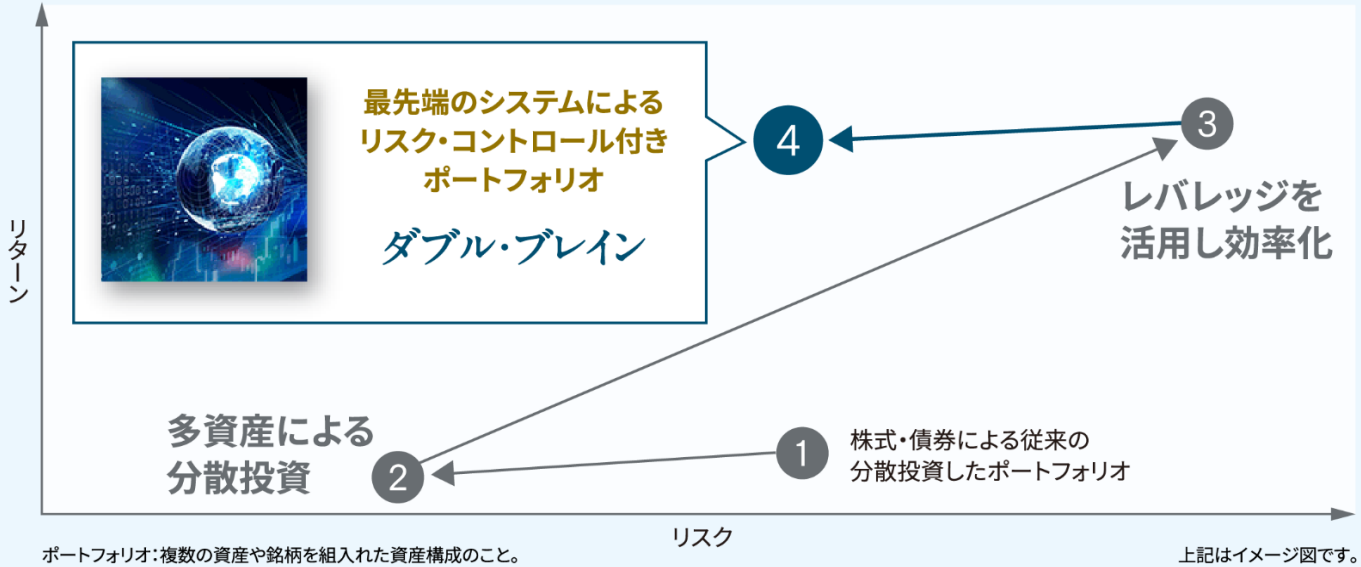 最先端のシステムによる
リスク・コントロール付き
ポートフォリオ
ダブル・ブレイン
4
3
レバレッジを
活用し効率化
リターン
多資産による
分散投資
2
1
株式・債券による従来の
分散投資したポートフォリオ
リスク
ポートフォリオ：複数の資産や銘柄を組入れた資産構成のこと。
上記はイメージ図です。